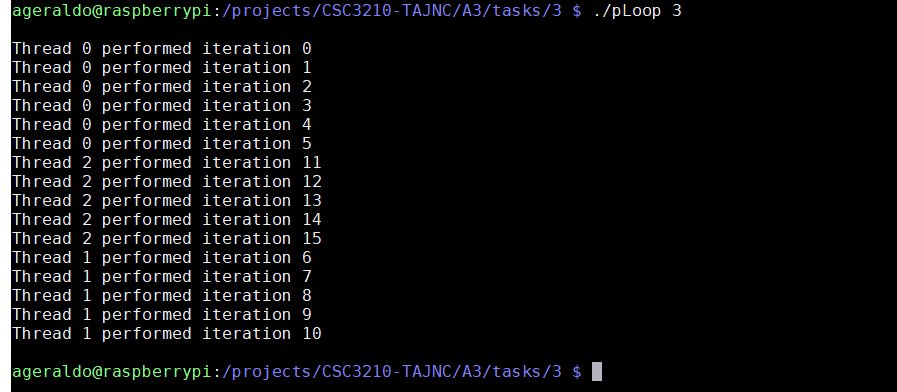 ageraldo@raspberrypi:/projects/CSC3210-TAJNC/A3/tasks/3 $ ./pLoop 3
Thread 0 performed iteration 0
Thread 0 performed iteration 1
Thread 0 performed iteration 2
Thread 0 performed iteration 3
Thread 0 performed iteration 4
Thread 0 performed iteration 5
Thread 2 performed iteration 11
Thread 2 performed iteration 12
Thread 2 performed iteration 13
Thread 2 performed iteration 14
Thread 2 performed iteration 15
Thread 1 performed iteration 6
Thread 1 performed iteration 7
Thread 1 performed iteration 8
Thread 1 performed iteration 9
Thread 1 performed iteration 10
ageraldo@raspberrypi:/projects/CSC3210-TAJNC/A3/tasks/3 $